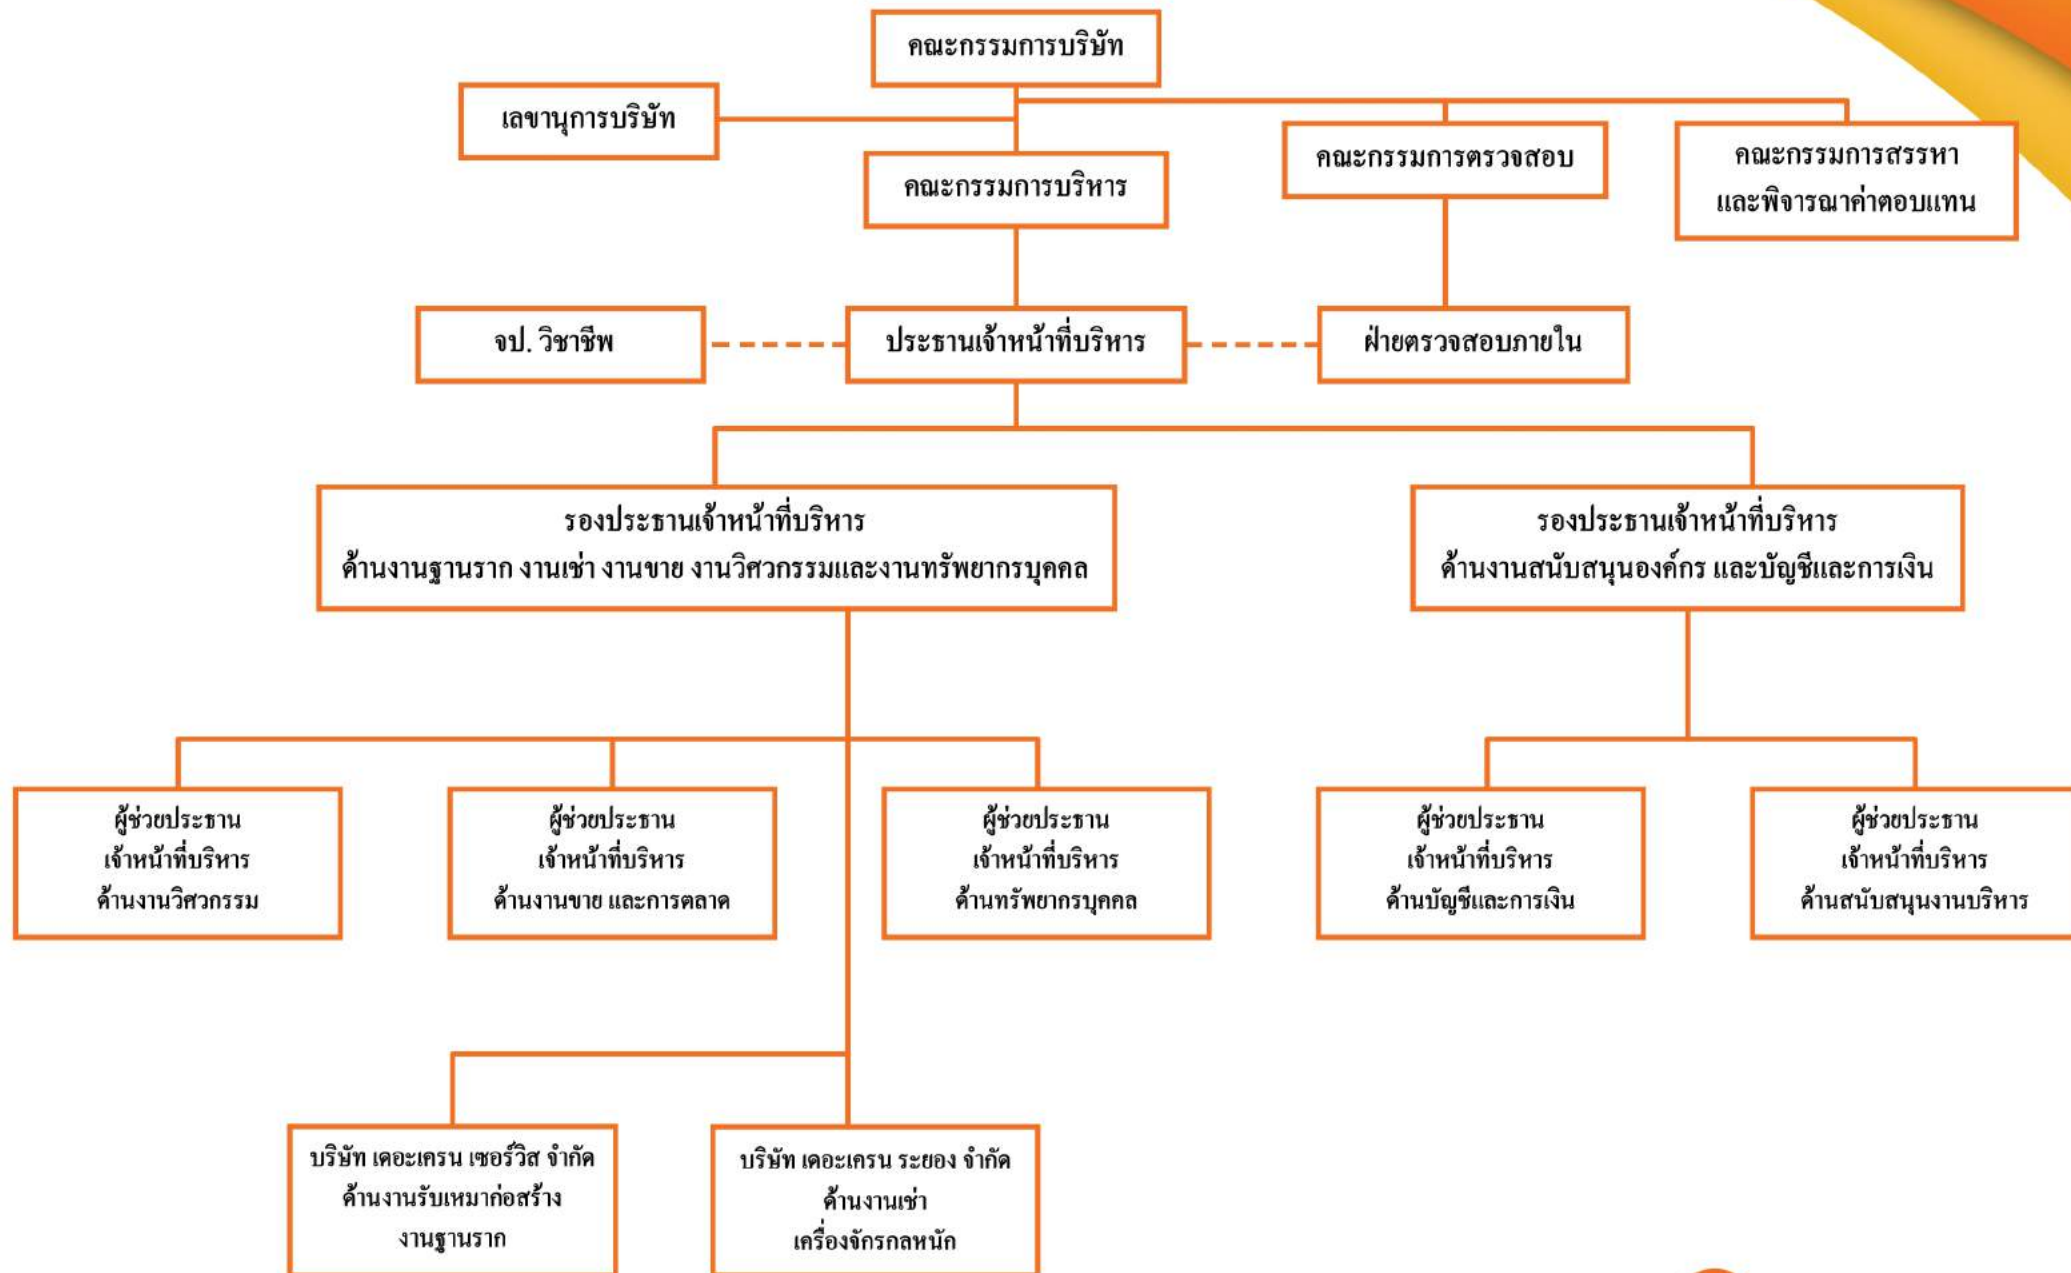 คณะกรรมการบริษัท
เลขานุการบริษัท
คณะกรรมการบริหาร
คณะกรรมการตรวจสอบ
คณะกรรมการสรรหา
และพิจารณาค่าตอบแทน
จป. วิชาชีพ
ประธานเจ้าหน้าที่บริหาร
ฝ่ายตรวจสอบภายใน
รองประธานเจ้าหน้าที่บริหาร
ด้านงานฐานราก งานเช่า งานขาย งานวิศวกรรมและงานทรัพยากรบุคคล
รองประธานเจ้าหน้าที่บริหาร
ด้านงานสนับสนุนองค์กร และบัญชีและการเงิน
ผู้ช่วยประธาน
เจ้าหน้าที่บริหาร
ด้านงานวิศวกรรม
ผู้ช่วยประธาน
เจ้าหน้าที่บริหาร
ด้านงานขาย และการตลาด
ผู้ช่วยประธาน
เจ้าหน้าที่บริหาร
ด้านทรัพยากรบุคคล
ผู้ช่วยประธาน
เจ้าหน้าที่บริหาร
ด้านบัญชีและการเงิน
ผู้ช่วยประธาน
เจ้าหน้าที่บริหาร
ด้านสนับสนุนงานบริหาร
บริษัท เดอะเครน เซอร์วิส จำกัด
ด้านงานรับเหมาก่อสร้าง
งานฐานราก
บริษัท เดอะเครน ระยอง จำกัด
ด้านงานเช่า
เครื่องจักรกลหนัก